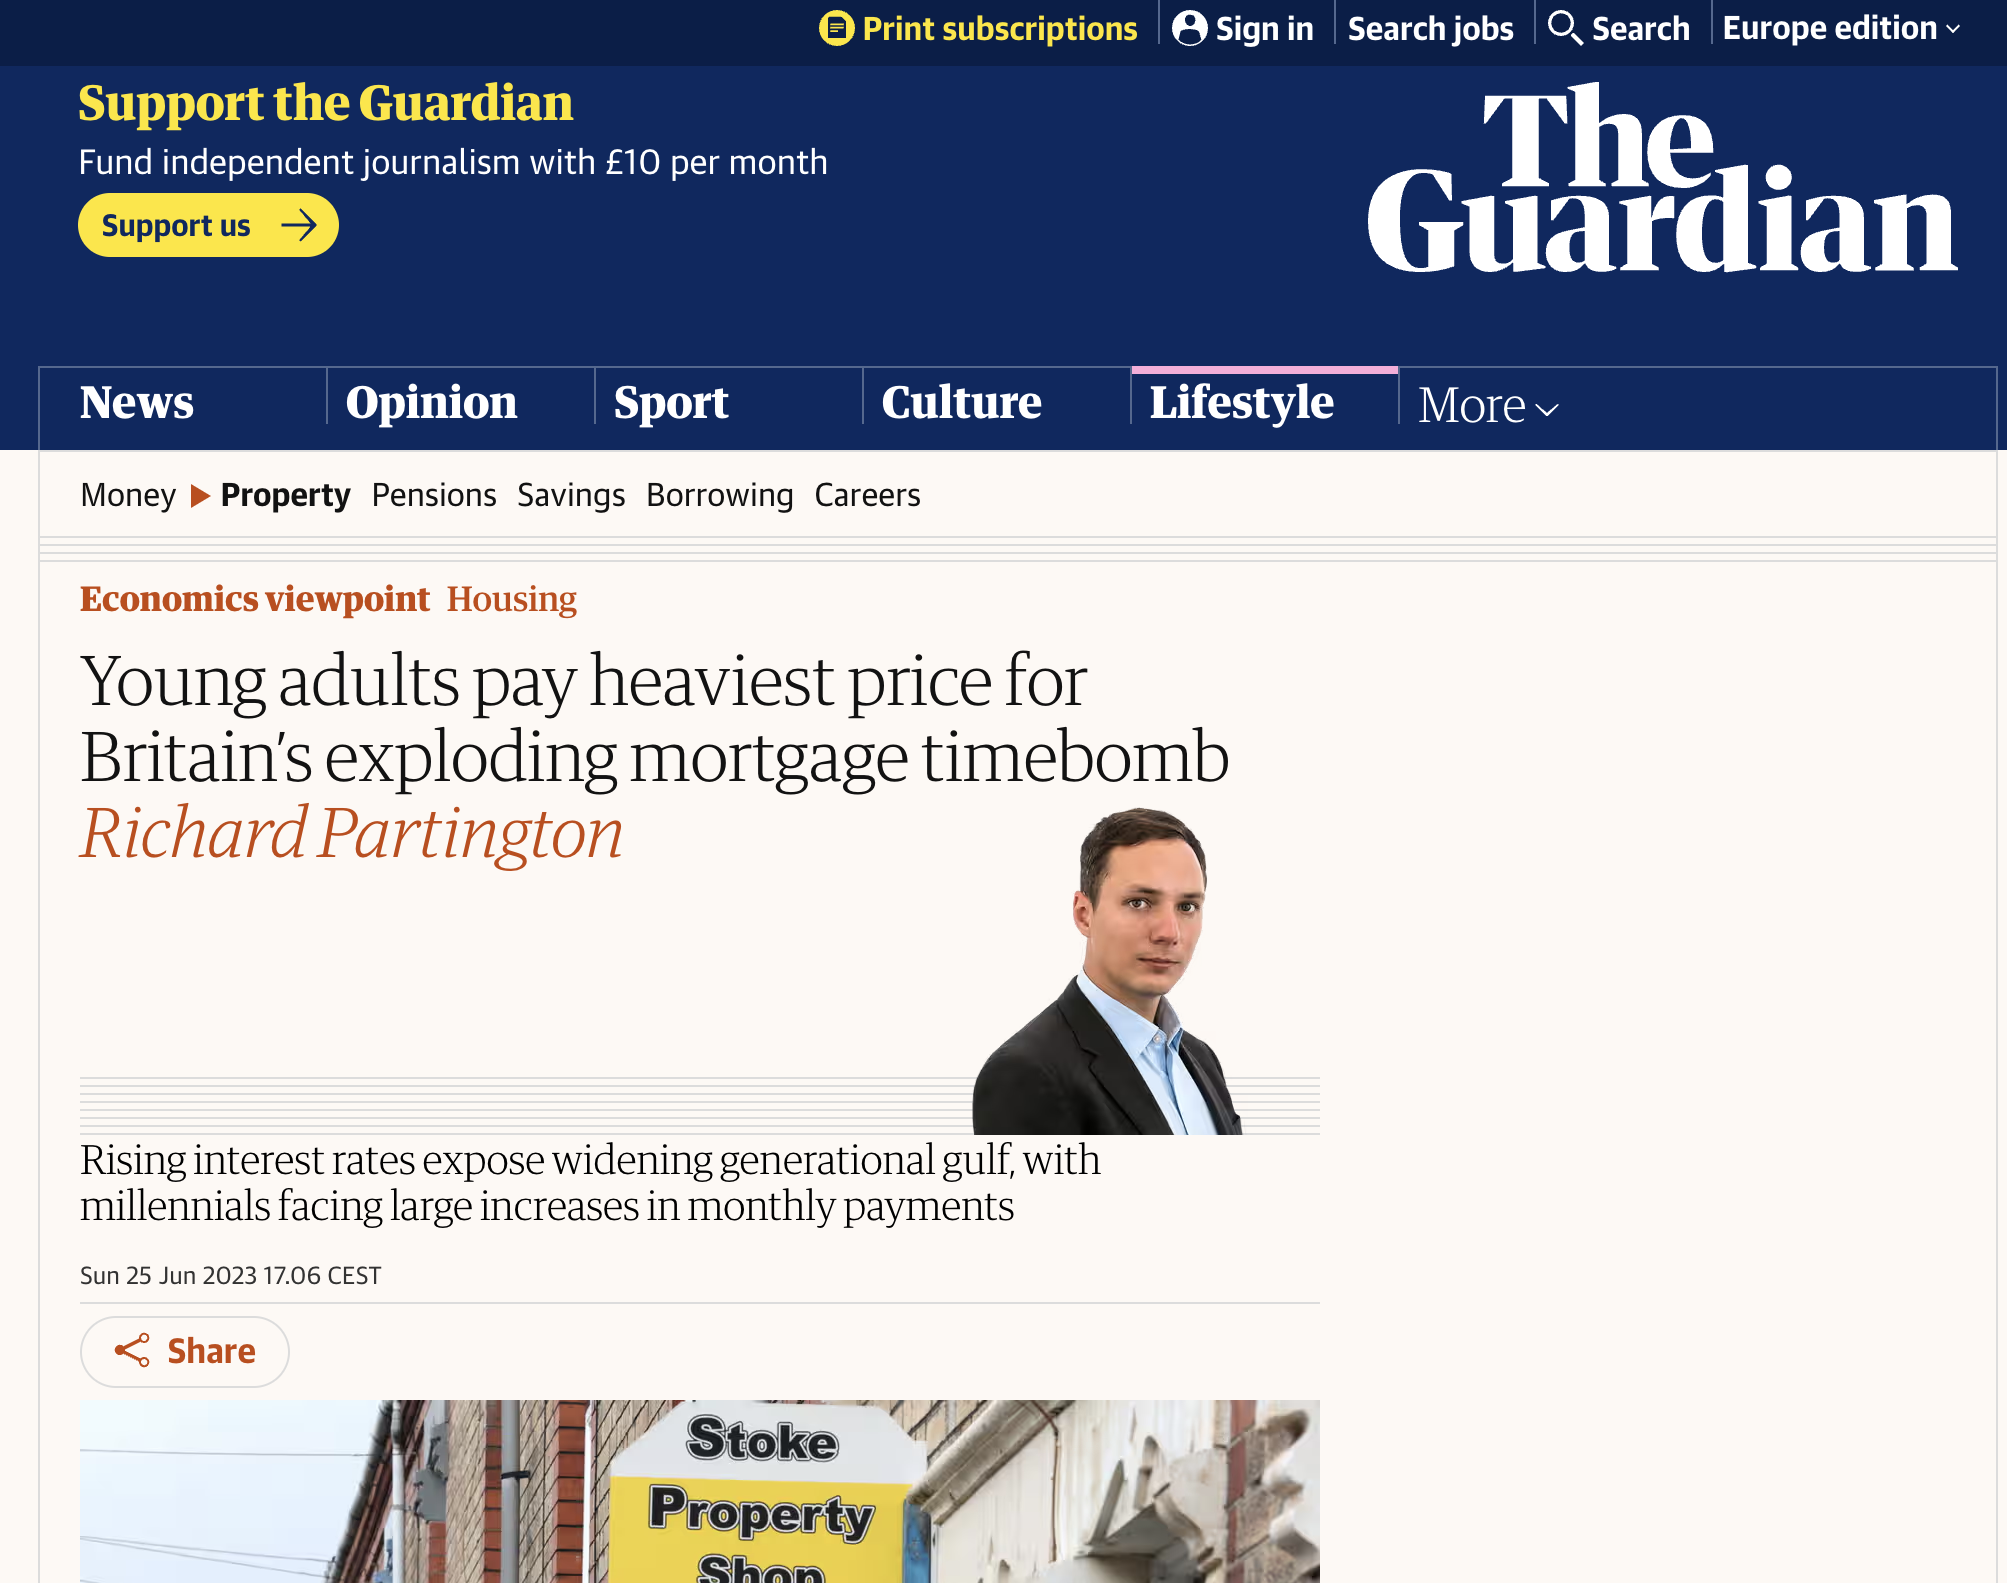 Print subscriptions Sign in Search jobs Search Europe edition
Support the Guardian
Fund independent journalism with £10 per month
Support us
The
Guardian
News Opinion Sport Culture Lifestyle More
Money Property Pensions Savings Borrowing Careers
Economics viewpoint Housing
Young adults pay heaviest price for
Britain’s exploding mortgage timebomb
Richard Partington
Rising interest rates expose widening generational gulf, with
millennials facing large increases in monthly payments
Sun 25 Jun 2023 17.06 CEST
Share
Stoke
Property
Shop